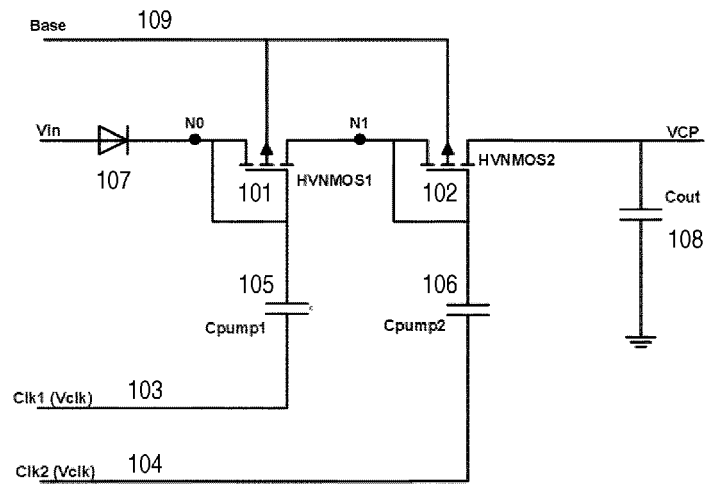 Base
109
Vin
107
N0
101
HVNMOS1
N1
102
HVNMOS2
VCP
Cout
108
105
Cpump1
106
Cpump2
Clk1 (Vclk)
103
Clk2 (Vclk)
104